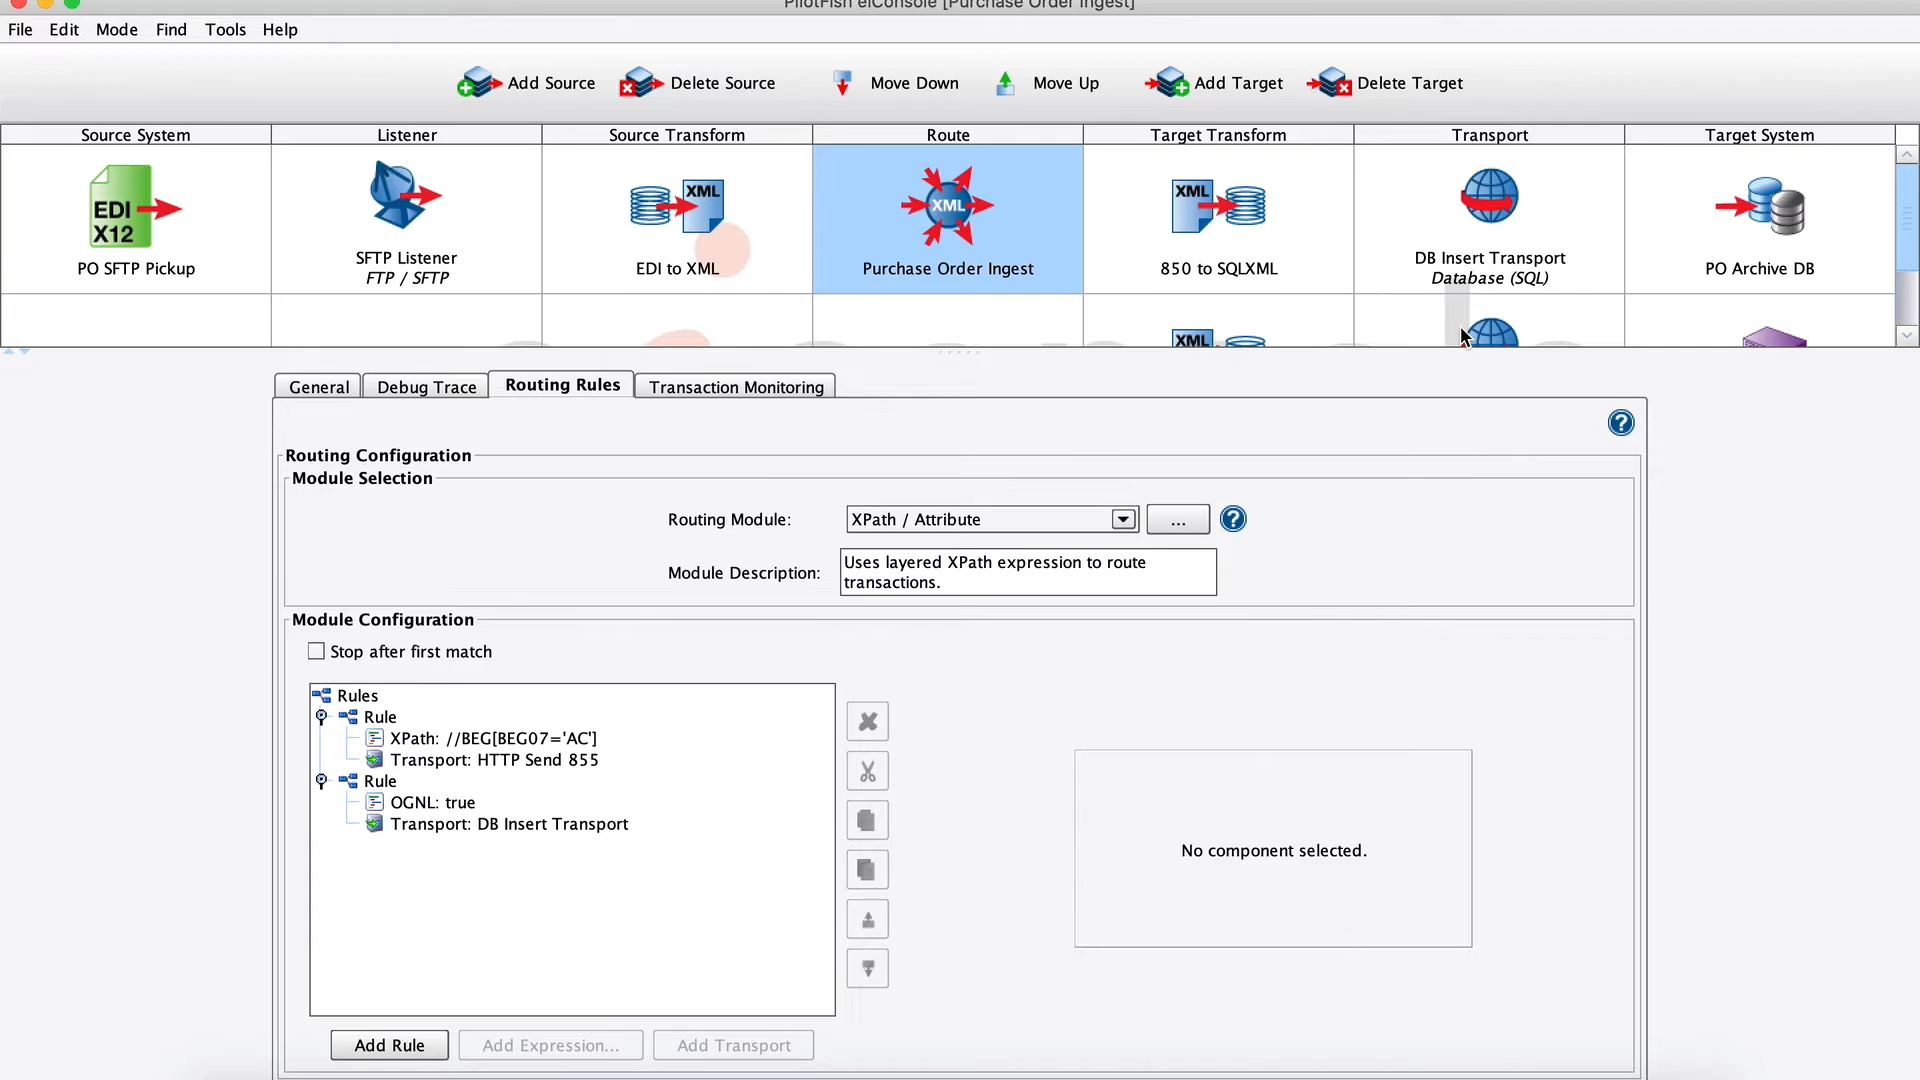 PilotFish eiConsole [Purchase Order Ingest]
File Edit Mode Find Tools Help
Add Source Delete Source Move Down Move Up Add Target Delete Target
Source System Listener Source Transform Route Target Transform Transport Target System
EDI
X12
PO SFTP Pickup
SFTP Listener
FTP / SFTP
XML
EDI to XML
XML
Purchase Order Ingest
XML
850 to SQLXML
DB Insert Transport
Database (SQL)
PO Archive DB
XML
General Debug Trace Routing Rules Transaction Monitoring
?
Routing Configuration
Module Selection
Routing Module: XPath / Attribute ... ?
Module Description: Uses layered XPath expression to route
transactions.
Module Configuration
Stop after first match
Rules
Rule
XPath: //BEG[BEG07='AC']
Transport: HTTP Send 855
Rule
OGNL: true
Transport: DB Insert Transport
No component selected.
Add Rule Add Expression... Add Transport